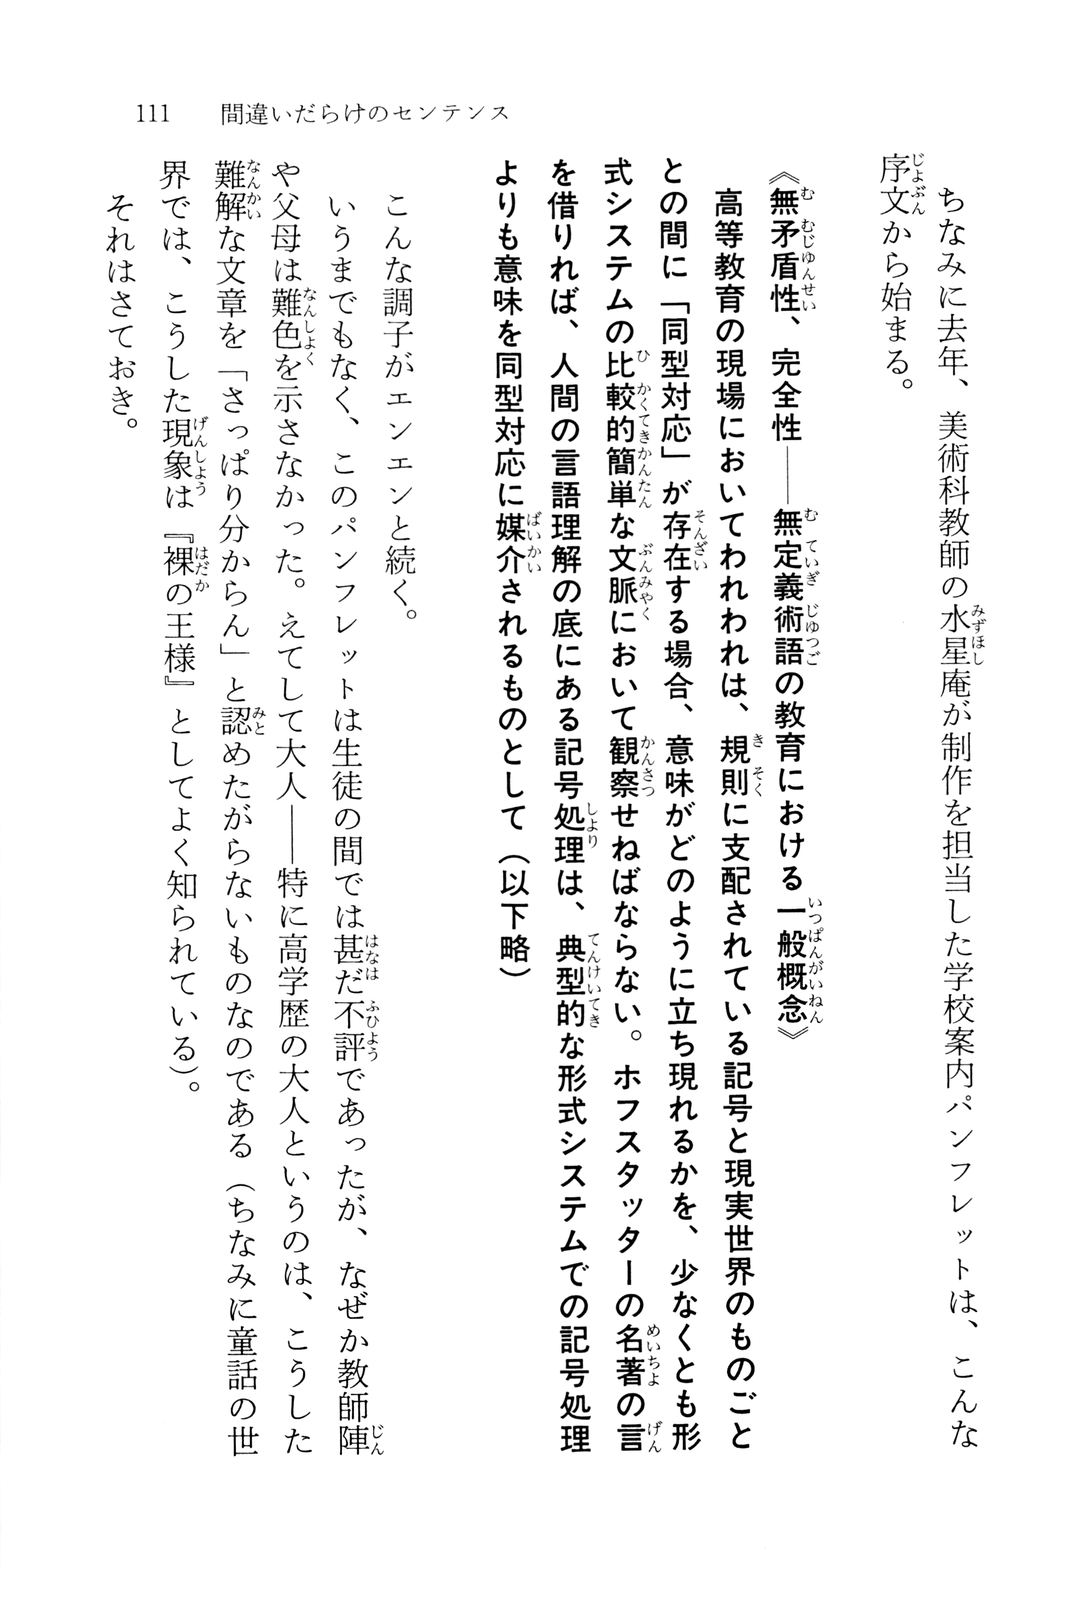 111　間違いだらけのセンテンス
ちなみに去年、美術科教師の水星庵が制作を担当した学校案内パンフレットは、こんな
序文から始まる。
《無矛盾性、完全性――無定義術語の教育における一般概念》
高等教育の現場においてわれわれは、規則に支配されている記号と現実世界のものごと
との間に「同型対応」が存在する場合、意味がどのように立ち現れるかを、少なくとも形
式システムの比較的簡単な文脈において観察せねばならない。ホフスタッターの名著の言
を借りれば、人間の言語理解の底にある記号処理は、典型的な形式システムでの記号処理
よりも意味を同型対応に媒介されるものとして（以下略）
こんな調子がエンエンと続く。
いうまでもなく、このパンフレットは生徒の間では甚だ不評であったが、なぜか教師陣
や父母は難色を示さなかった。えてして大人――特に高学歴の大人というのは、こうした
難解な文章を「さっぱり分からん」と認めたがらないものなのである（ちなみに童話の世
界では、こうした現象は『裸の王様』としてよく知られている）。
それはさておき。